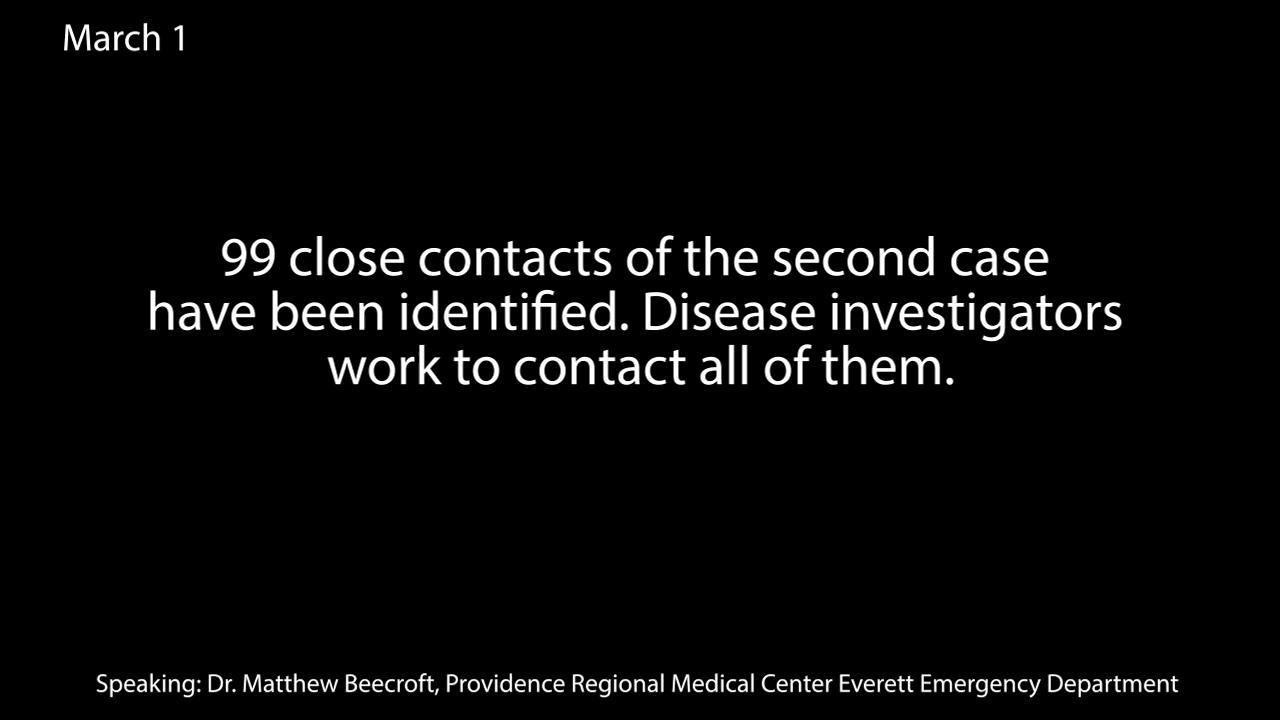 March 1
99 close contacts of the second case
have been identified. Disease investigators
work to contact all of them.
Speaking: Dr. Matthew Beecroft, Providence Regional Medical Center Everett Emergency Department